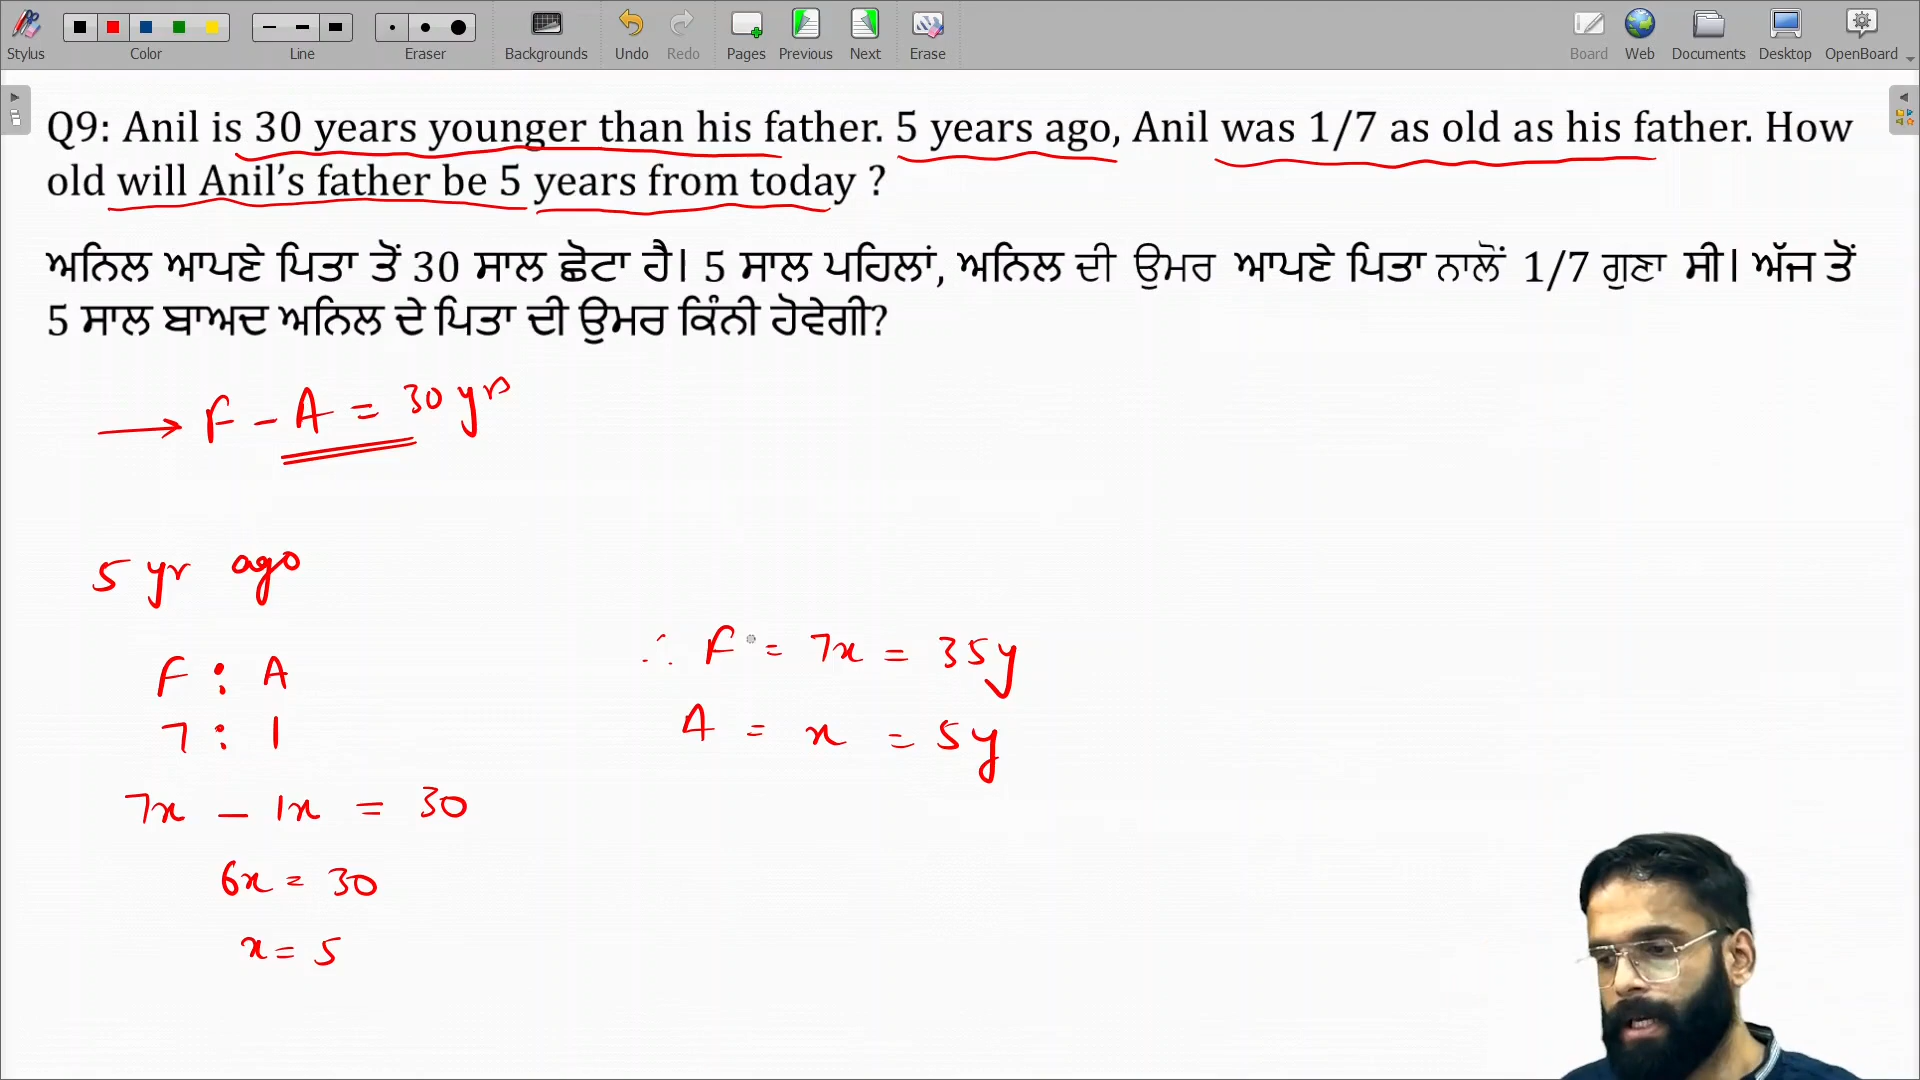 Stylus Color Line Eraser Backgrounds Undo Redo Pages Previous Next Erase Board Web Documents Desktop OpenBoard
Q9: Anil is 30 years younger than his father. 5 years ago, Anil was 1/7 as old as his father. How
old will Anil’s father be 5 years from today ?
ਅਨਿਲ ਆਪਣੇ ਪਿਤਾ ਤੋਂ 30 ਸਾਲ ਛੋਟਾ ਹੈ। 5 ਸਾਲ ਪਹਿਲਾਂ, ਅਨਿਲ ਦੀ ਉਮਰ ਆਪਣੇ ਪਿਤਾ ਨਾਲੋਂ 1/7 ਗੁਣਾ ਸੀ। ਅੱਜ ਤੋਂ
5 ਸਾਲ ਬਾਅਦ ਅਨਿਲ ਦੇ ਪਿਤਾ ਦੀ ਉਮਰ ਕਿੰਨੀ ਹੋਵੇਗੀ?
→ F - A = 30 yrs
5 yr ago
F : A
7 : 1
7x - 1x = 30
6x = 30
x = 5
∴ F = 7x = 35y
A = x = 5y